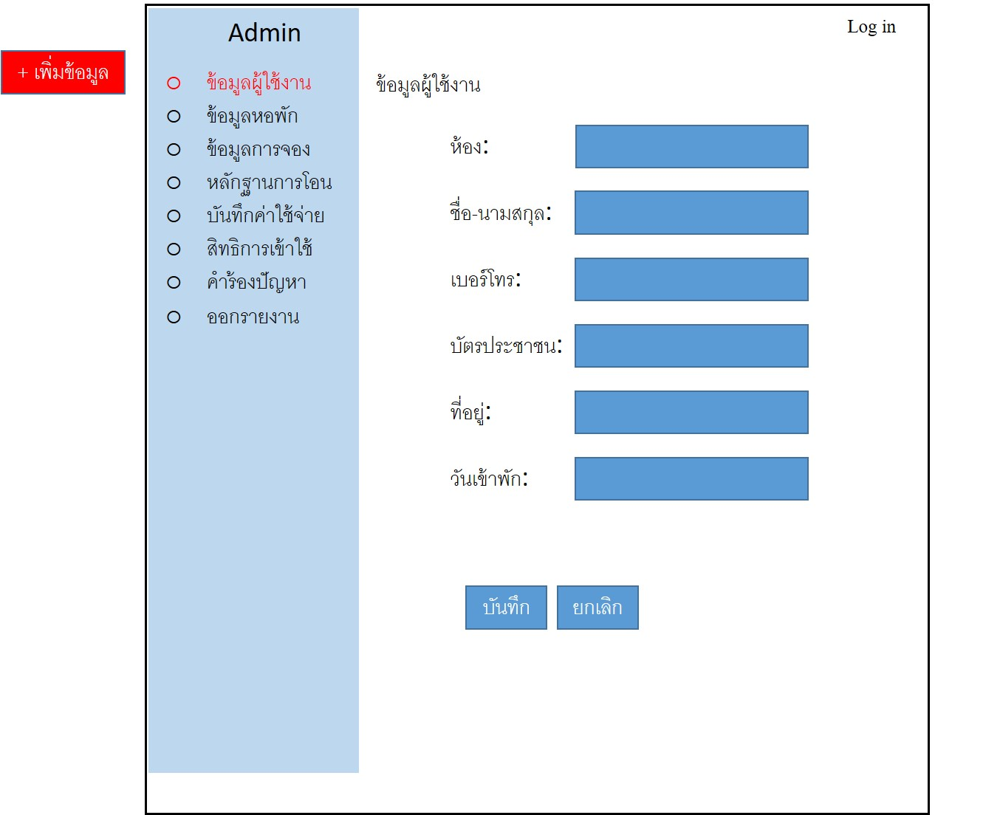 Admin
Log in
+ เพิ่มข้อมูล
ข้อมูลผู้ใช้งาน
ข้อมูลหอพัก
ข้อมูลการจอง
หลักฐานการโอน
บันทึกค่าใช้จ่าย
สิทธิการเข้าใช้
คำร้องปัญหา
ออกรายงาน
ข้อมูลผู้ใช้งาน
ห้อง:
ชื่อ-นามสกุล:
เบอร์โทร:
บัตรประชาชน:
ที่อยู่:
วันเข้าพัก:
บันทึก
ยกเลิก